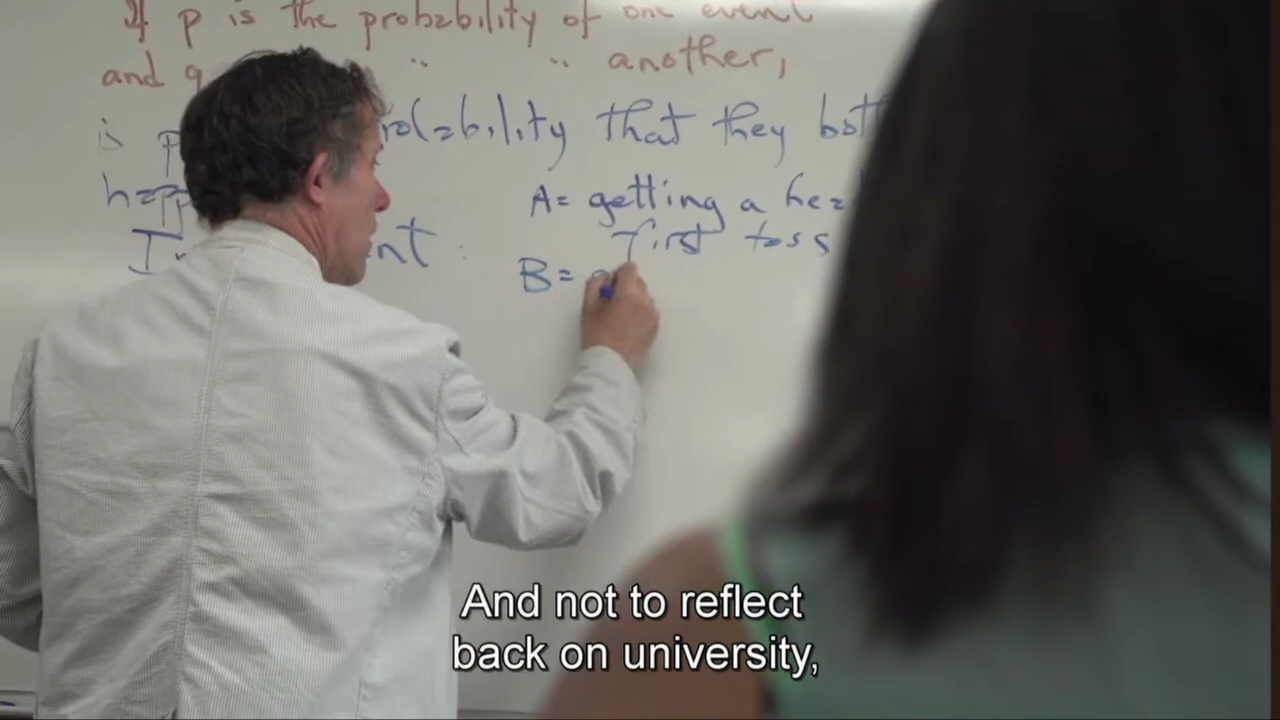 If p is the probability of one event
and q " " another,
is p robability that they both
happ A= getting a hea
I nt : first toss
B=
And not to reflect
back on university,